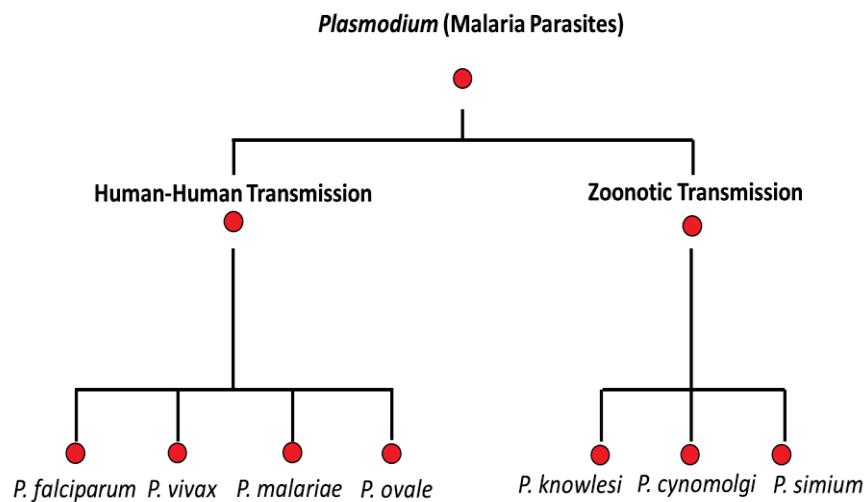 Plasmodium (Malaria Parasites)
Human-Human Transmission
Zoonotic Transmission
P. falciparum
P. vivax
P. malariae
P. ovale
P. knowlesi
P. cynomolgi
P. simium